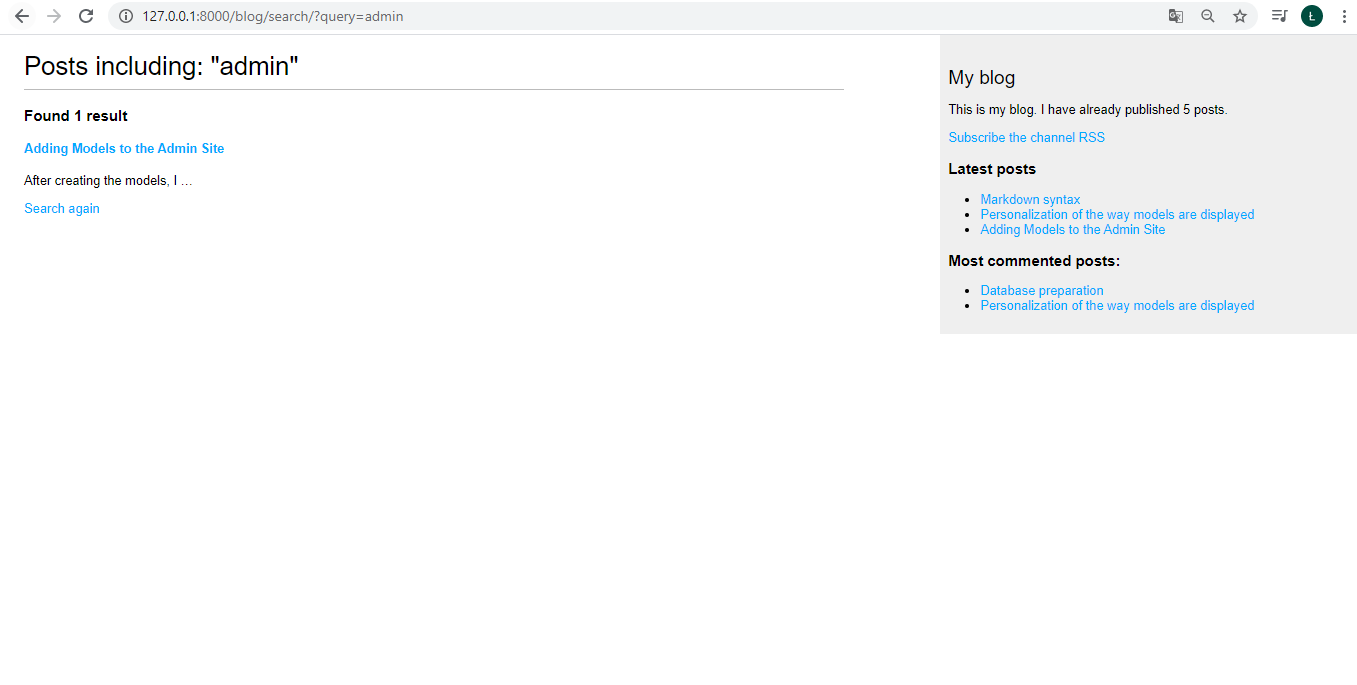 127.0.0.1:8000/blog/search/?query=admin
Ł
Posts including: "admin"
Found 1 result
Adding Models to the Admin Site
After creating the models, I …
Search again
My blog
This is my blog. I have already published 5 posts.
Subscribe the channel RSS
Latest posts
Markdown syntax
Personalization of the way models are displayed
Adding Models to the Admin Site
Most commented posts:
Database preparation
Personalization of the way models are displayed